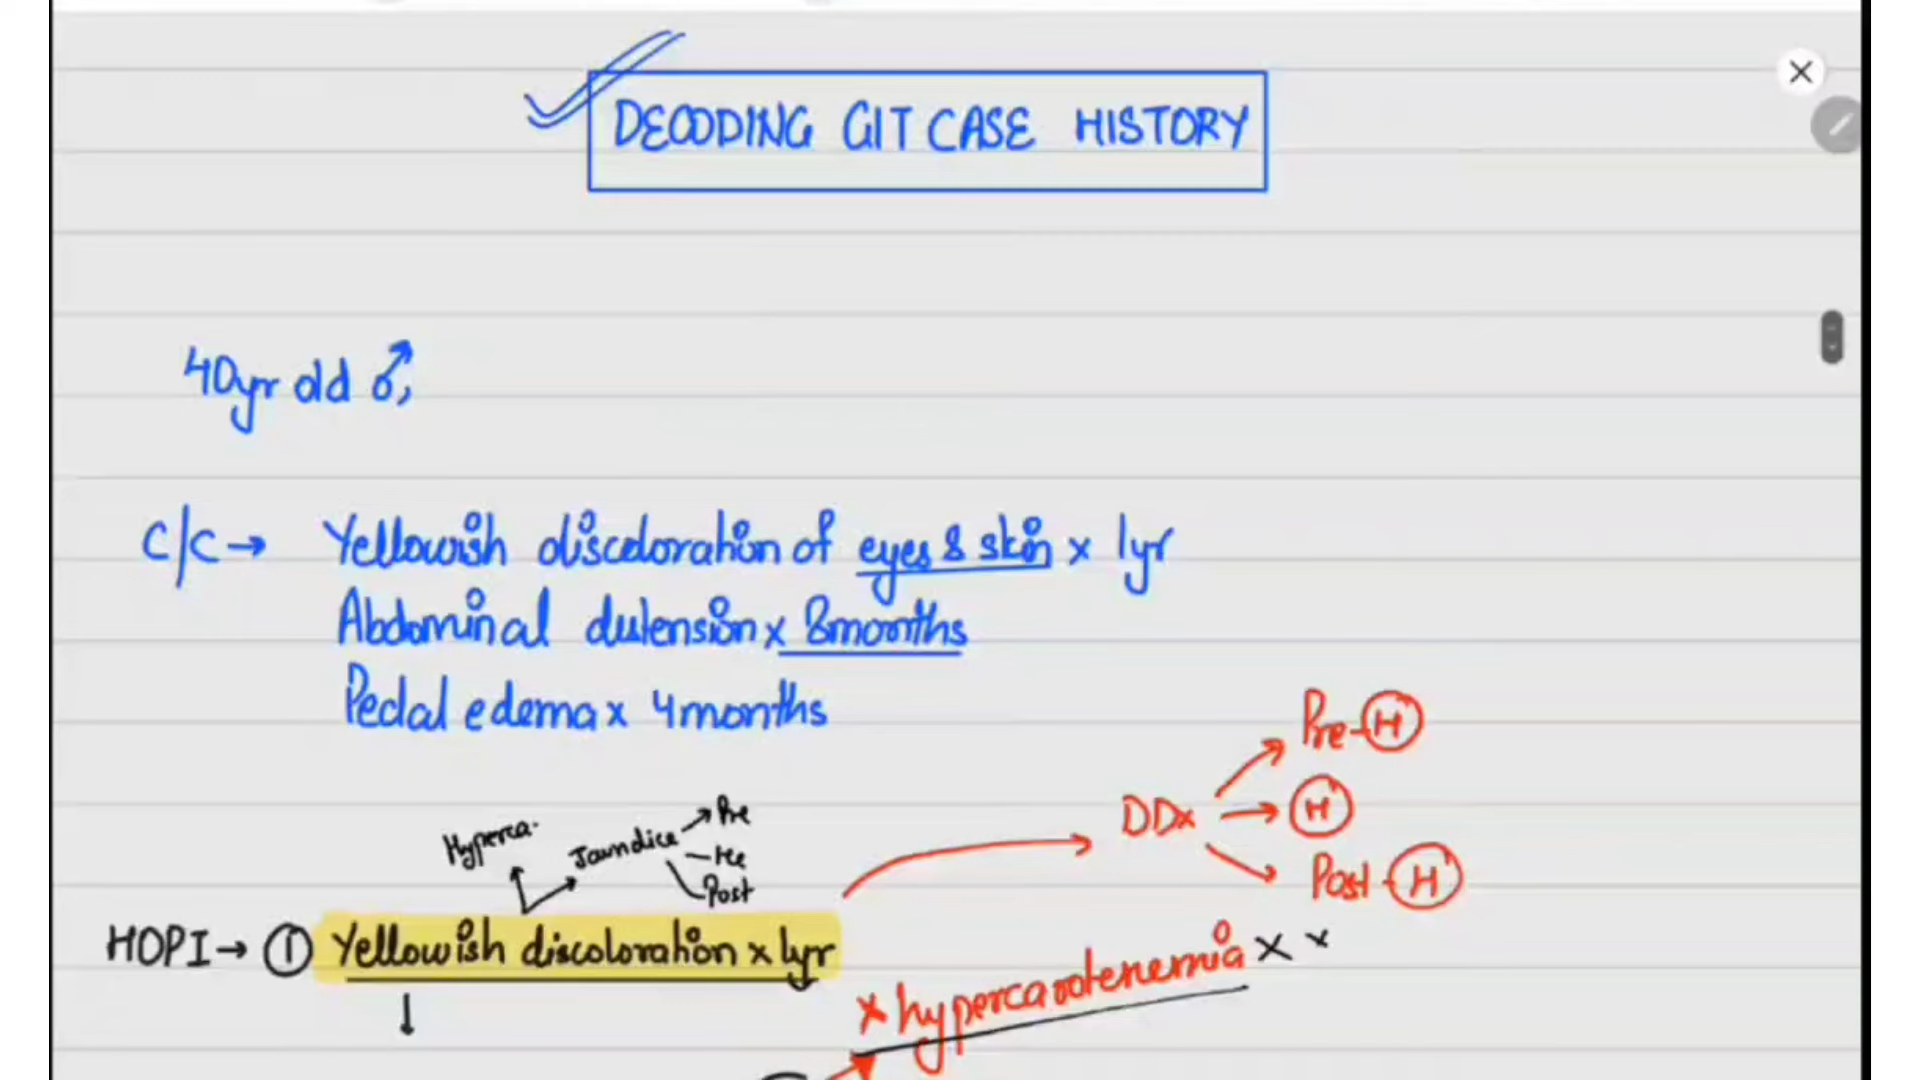 DECODING GIT CASE HISTORY
40yr old ♂,
C/C → Yellowish discoloration of eyes & skin x 1yr
Abdominal distension x 8months
Pedal edema x 4months
Pre-H
DDx → H
Post-H
Hyperca.
Jaundice
Pre
He
Post
HOPI → ① Yellowish discoloration x 1yr
x hypercarotenemia x x